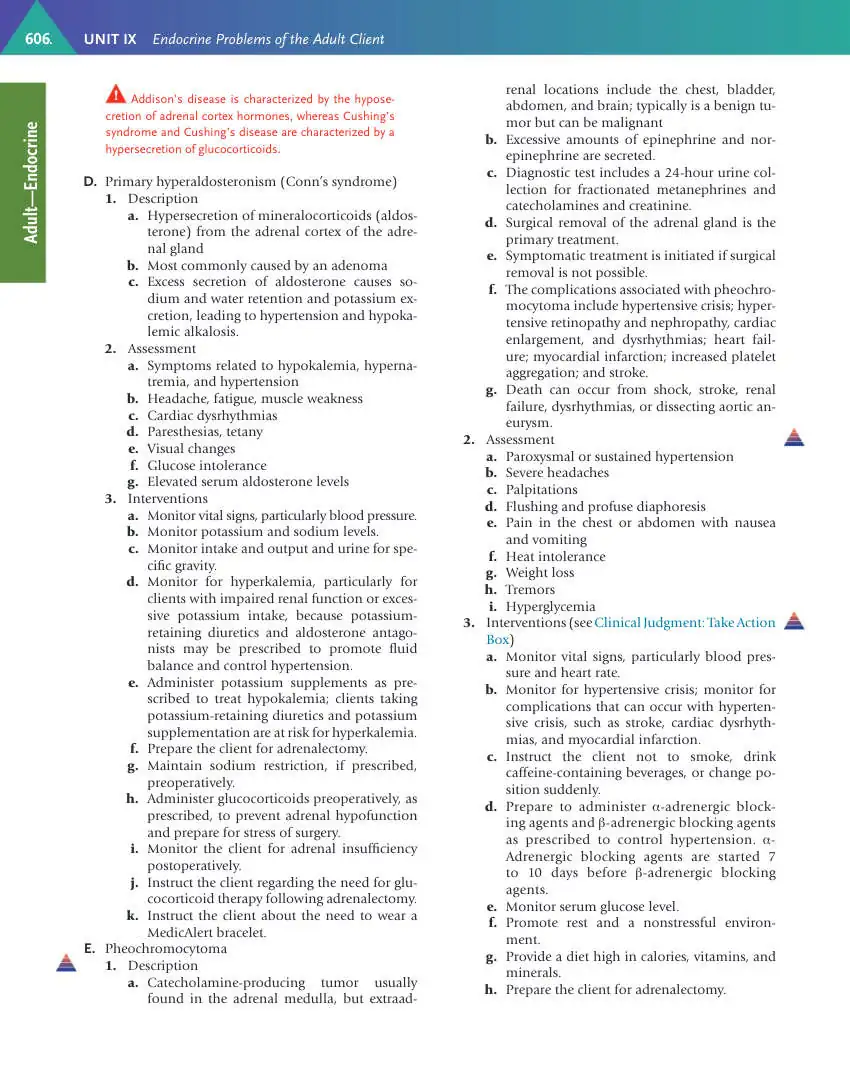 606.
UNIT IX Endocrine Problems of the Adult Client
Adult—Endocrine
Addison's disease is characterized by the hypose-
cretion of adrenal cortex hormones, whereas Cushing's
syndrome and Cushing's disease are characterized by a
hypersecretion of glucocorticoids.
D. Primary hyperaldosteronism (Conn's syndrome)
1. Description
a. Hypersecretion of mineralocorticoids (aldos-
terone) from the adrenal cortex of the adre-
nal gland
b. Most commonly caused by an adenoma
c. Excess secretion of aldosterone causes so-
dium and water retention and potassium ex-
cretion, leading to hypertension and hypoka-
lemic alkalosis.
2. Assessment
a. Symptoms related to hypokalemia, hyperna-
tremia, and hypertension
b. Headache, fatigue, muscle weakness
c. Cardiac dysrhythmias
d. Paresthesias, tetany
e. Visual changes
f. Glucose intolerance
g. Elevated serum aldosterone levels
3. Interventions
a. Monitor vital signs, particularly blood pressure.
b. Monitor potassium and sodium levels.
c. Monitor intake and output and urine for spe-
cific gravity.
d. Monitor for hyperkalemia, particularly for
clients with impaired renal function or exces-
sive potassium intake, because potassium-
retaining diuretics and aldosterone antago-
nists may be prescribed to promote fluid
balance and control hypertension.
e. Administer potassium supplements as pre-
scribed to treat hypokalemia; clients taking
potassium-retaining diuretics and potassium
supplementation are at risk for hyperkalemia.
f. Prepare the client for adrenalectomy.
g. Maintain sodium restriction, if prescribed,
preoperatively.
h. Administer glucocorticoids preoperatively, as
prescribed, to prevent adrenal hypofunction
and prepare for stress of surgery.
i. Monitor the client for adrenal insufficiency
postoperatively.
j. Instruct the client regarding the need for glu-
cocorticoid therapy following adrenalectomy.
k. Instruct the client about the need to wear a
MedicAlert bracelet.
E. Pheochromocytoma
1. Description
a. Catecholamine-producing tumor usually
found in the adrenal medulla, but extraad-
renal locations include the chest, bladder,
abdomen, and brain; typically is a benign tu-
mor but can be malignant
b. Excessive amounts of epinephrine and nor-
epinephrine are secreted.
c. Diagnostic test includes a 24-hour urine col-
lection for fractionated metanephrines and
catecholamines and creatinine.
d. Surgical removal of the adrenal gland is the
primary treatment.
e. Symptomatic treatment is initiated if surgical
removal is not possible.
f. The complications associated with pheochro-
mocytoma include hypertensive crisis; hyper-
tensive retinopathy and nephropathy, cardiac
enlargement, and dysrhythmias; heart fail-
ure; myocardial infarction; increased platelet
aggregation; and stroke.
g. Death can occur from shock, stroke, renal
failure, dysrhythmias, or dissecting aortic an-
eurysm.
2. Assessment
a. Paroxysmal or sustained hypertension
b. Severe headaches
c. Palpitations
d. Flushing and profuse diaphoresis
e. Pain in the chest or abdomen with nausea
and vomiting
f. Heat intolerance
g. Weight loss
h. Tremors
i. Hyperglycemia
3. Interventions (see Clinical Judgment: Take Action
Box)
a. Monitor vital signs, particularly blood pres-
sure and heart rate.
b. Monitor for hypertensive crisis; monitor for
complications that can occur with hyperten-
sive crisis, such as stroke, cardiac dysrhyth-
mias, and myocardial infarction.
c. Instruct the client not to smoke, drink
caffeine-containing beverages, or change po-
sition suddenly.
d. Prepare to administer α-adrenergic block-
ing agents and β-adrenergic blocking agents
as prescribed to control hypertension. α-
Adrenergic blocking agents are started 7
to 10 days before β-adrenergic blocking
agents.
e. Monitor serum glucose level.
f. Promote rest and a nonstressful environ-
ment.
g. Provide a diet high in calories, vitamins, and
minerals.
h. Prepare the client for adrenalectomy.